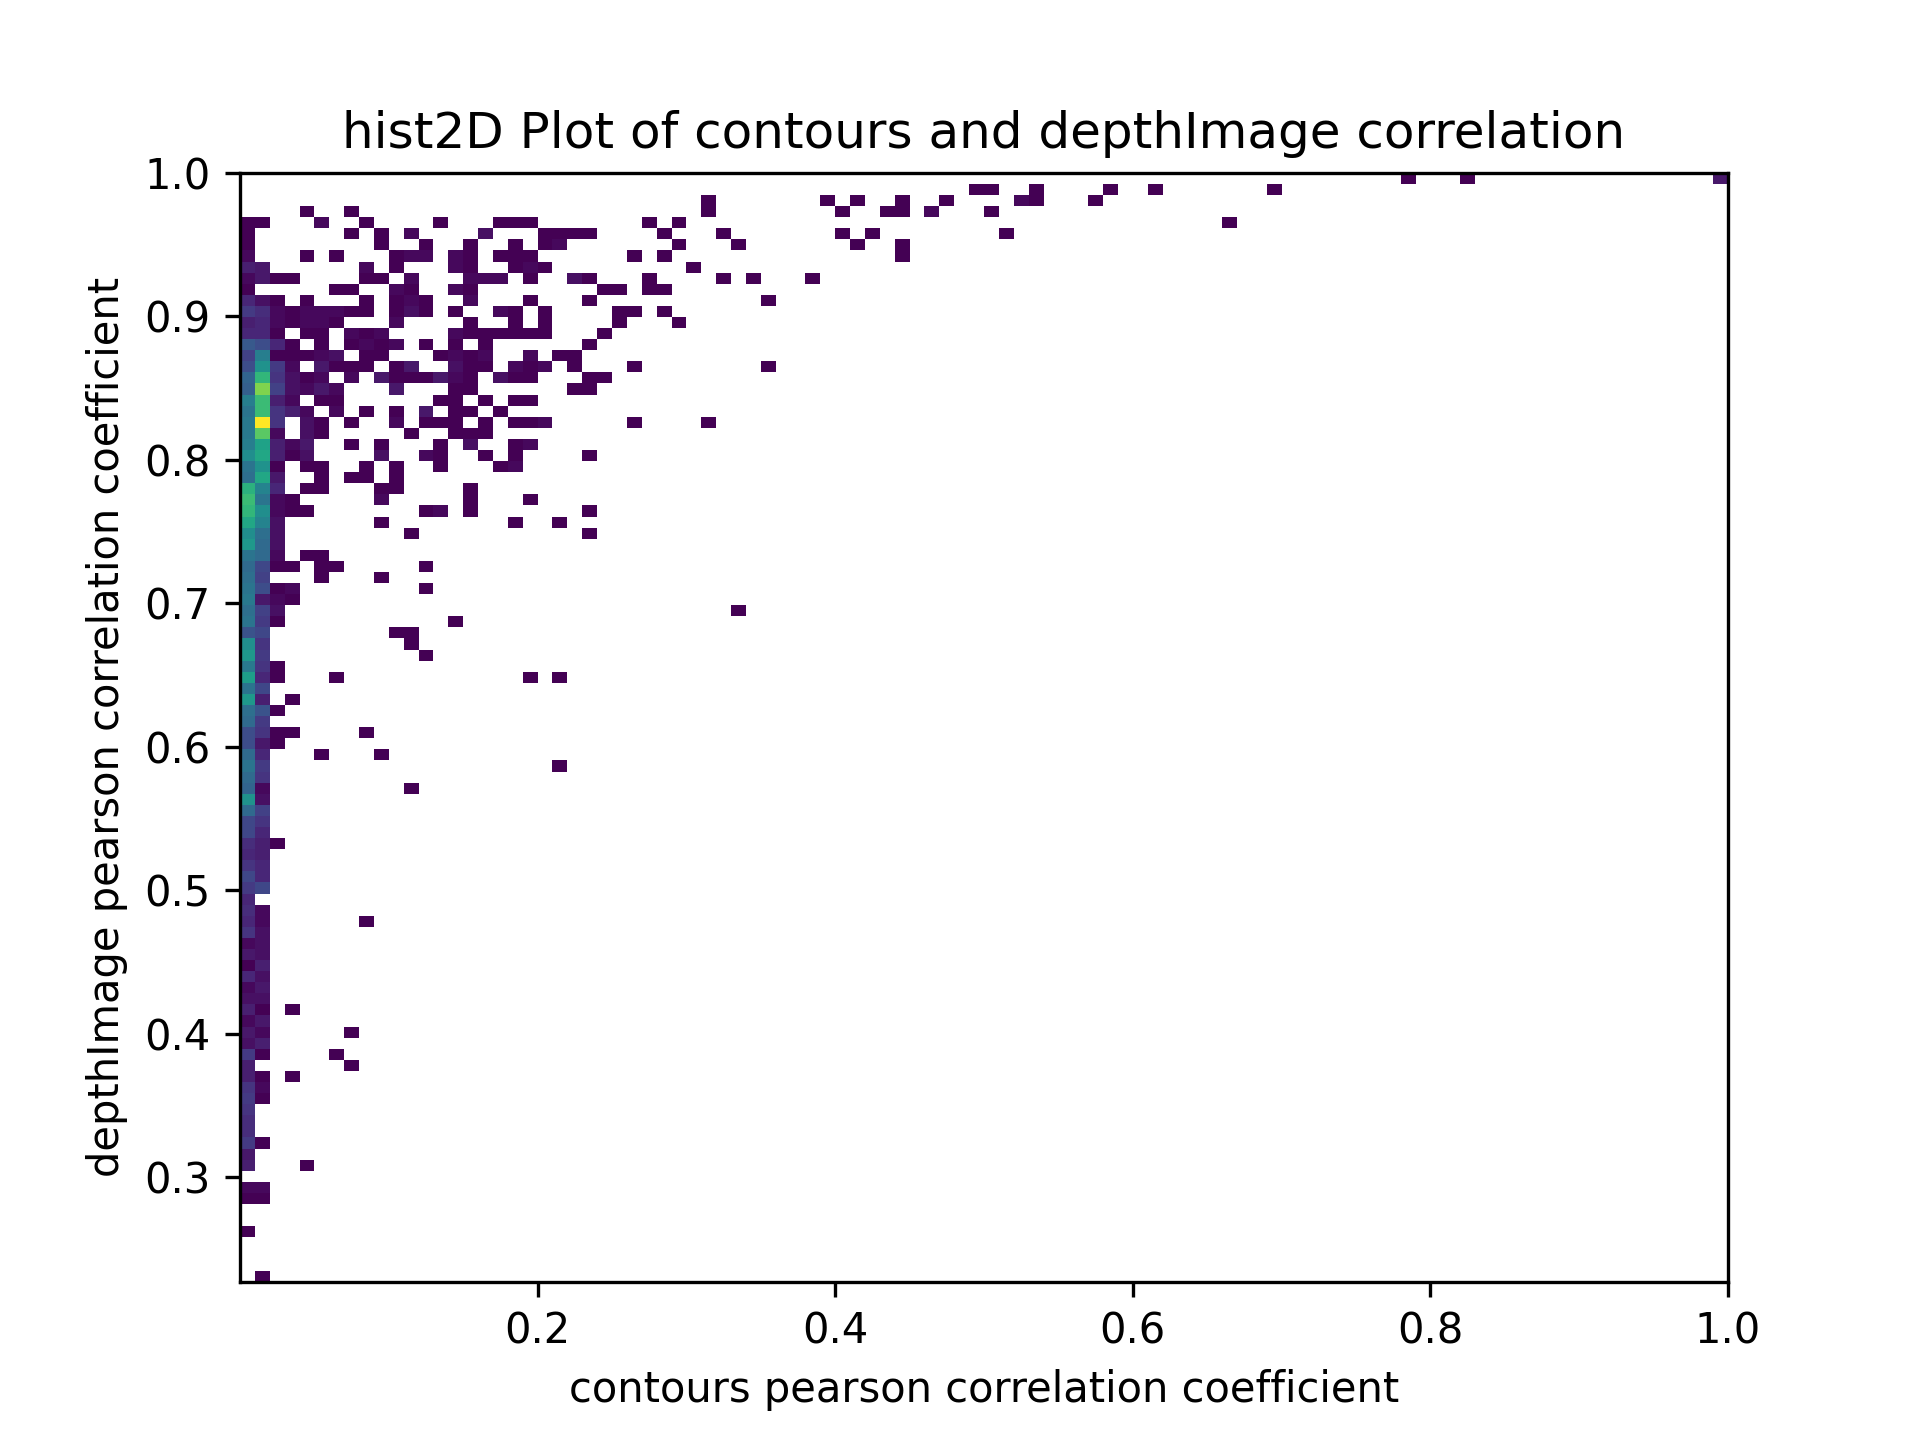 hist2D Plot of contours and depthImage correlation
1.0
0.9
0.8
0.7
0.6
0.5
0.4
0.3
depthImage pearson correlation coefficient
0.2 0.4 0.6 0.8 1.0
contours pearson correlation coefficient